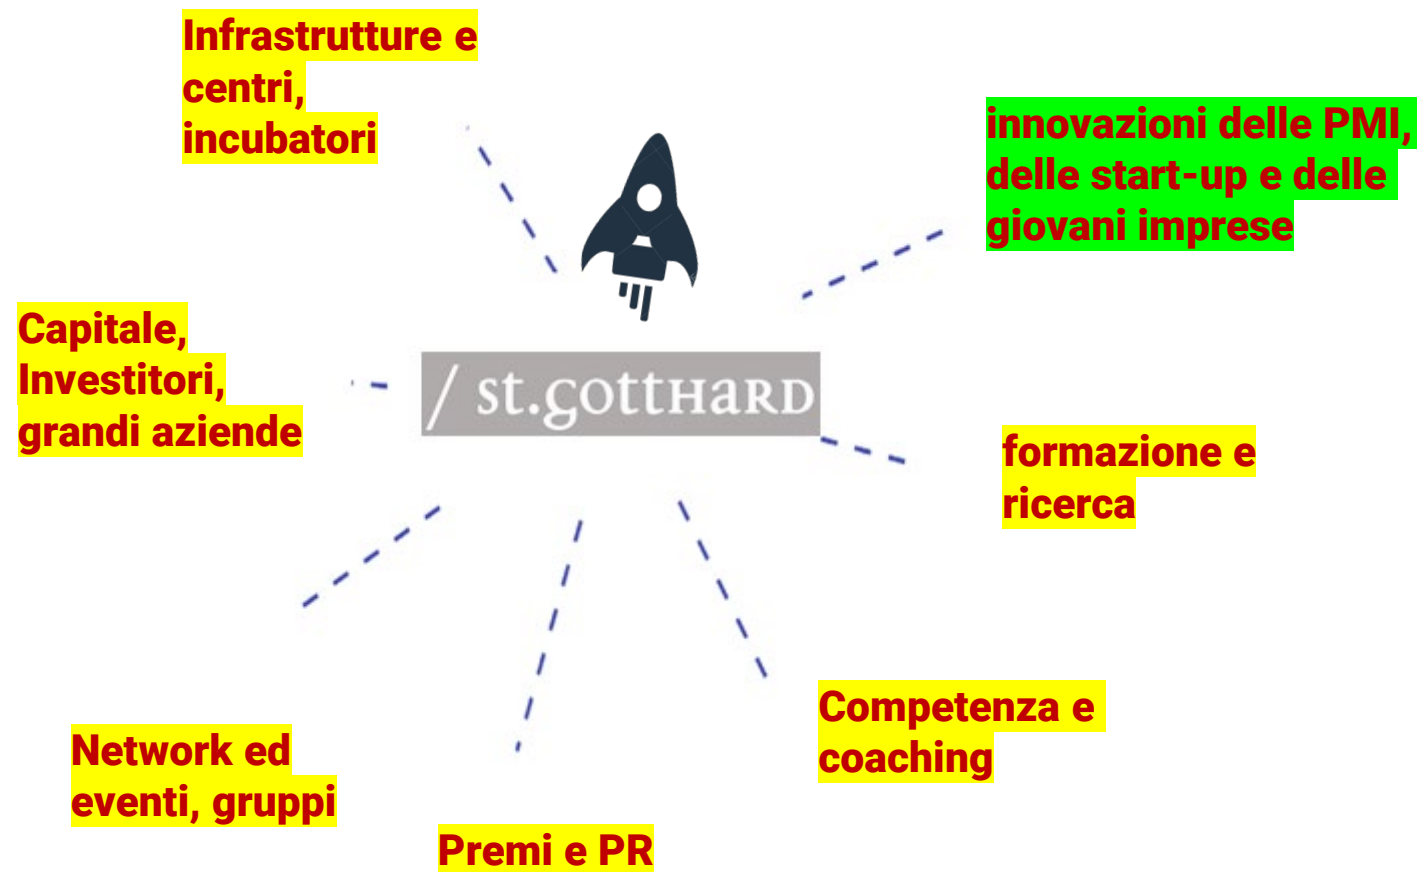 Infrastrutture e
centri,
incubatori
innovazioni delle PMI,
delle start-up e delle
giovani imprese
Capitale,
Investitori,
grandi aziende
/ st.gotthard
formazione e
ricerca
Competenza e
coaching
Network ed
eventi, gruppi
Premi e PR